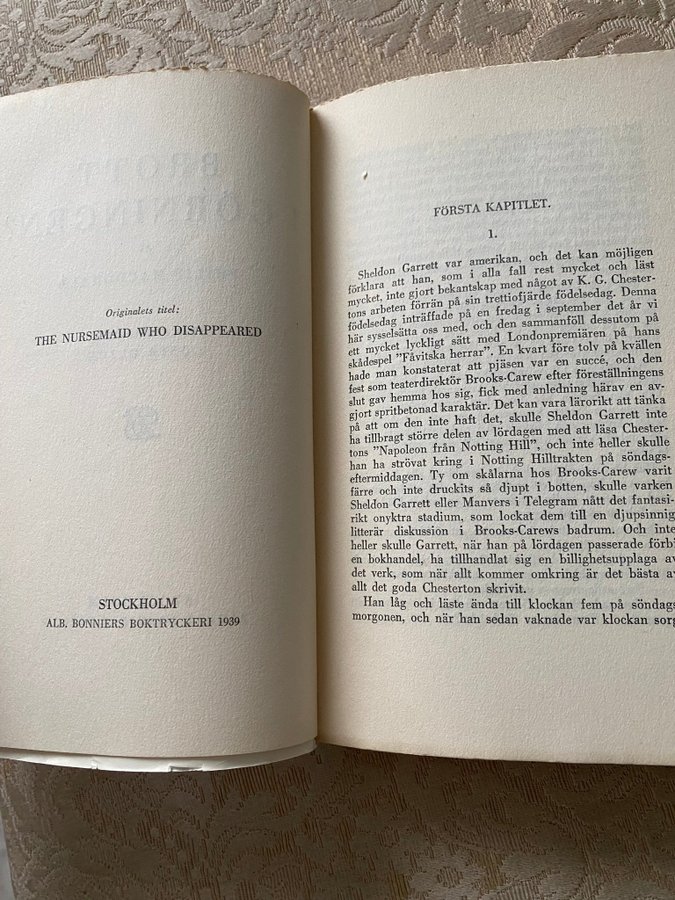 Originalets titel:
THE NURSEMAID WHO DISAPPEARED
STOCKHOLM
ALB. BONNIERS BOKTRYCKERI 1939
FÖRSTA KAPITLET.
1.
Sheldon Garrett var amerikan, och det kan möjligen
förklara att han, som i alla fall rest mycket och läst
mycket, inte gjort bekantskap med något av K. G. Chester-
tons arbeten förrän på sin trettiofjärde födelsedag. Denna
födelsedag inträffade på en fredag i september det år vi
här sysselsätta oss med, och den sammanföll dessutom på
ett mycket lyckligt sätt med Londonpremiären på hans
skådespel "Fåvitska herrar". En kvart före tolv på kvällen
hade man konstaterat att pjäsen var en succé, och den
fest som teaterdirektör Brooks-Carew efter föreställningens
slut gav hemma hos sig, fick med anledning härav en av-
gjort spritbetonad karaktär. Det kan vara lärorikt att tänka
på att om den inte haft det, skulle Sheldon Garrett inte
ha tillbragt större delen av lördagen med att läsa Chester-
tons "Napoleon från Notting Hill", och inte heller skulle
han ha strövat kring i Notting Hilltrakten på söndags-
eftermiddagen. Ty om skålarna hos Brooks-Carew varit
färre och inte druckits så djupt i botten, skulle varken
Sheldon Garrett eller Manvers i Telegram nått det fantasi-
rikt onyktra stadium, som lockat dem till en djupsinnig
litterär diskussion i Brooks-Carews badrum. Och inte
heller skulle Garrett, när han på lördagen passerade förbi
en bokhandel, ha tillhandlat sig en billighetsupplaga av
det verk, som när allt kommer omkring är det bästa av
allt det goda Chesterton skrivit.
Han låg och läste ända till klockan fem på söndags-
morgonen, och när han sedan vaknade var klockan